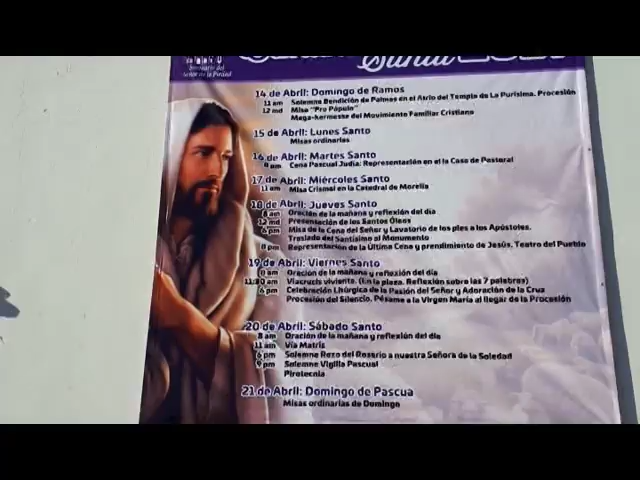 Santuario del
Señor de la Piedad
Santa
14 de Abril: Domingo de Ramos
11 am Solemne Bendición de Palmas en el Atrio del Templo de La Purísima. Procesión
12 md Misa "Pro Pópulo"
Mega-kermesse del Movimiento Familiar Cristiano
15 de Abril: Lunes Santo
Misas ordinarias
16 de Abril: Martes Santo
8 pm Cena Pascual Judía: Representación en el Casa de Pastoral
17 de Abril: Miércoles Santo
11 am Misa Crismal en la Catedral de Morelia
18 de Abril: Jueves Santo
8 am Oración de la mañana y reflexión del día
12 md Presentación de los Santos Óleos
6 pm Misa de la Cena del Señor y Lavatorio de los pies a los Apóstoles.
Traslado del Santísimo al Monumento
8 pm Representación de la Última Cena y prendimiento de Jesús, Teatro del Pueblo
19 de Abril: Viernes Santo
8 am Oración de la mañana y reflexión del día
11:30 am Viacrucis viviente. (En la plaza. Reflexión sobre las 7 palabras)
6 pm Celebración Litúrgica de la Pasión del Señor y Adoración de la Cruz
Procesión del Silencio. Pésame a la Virgen María al llegar de la Procesión
20 de Abril: Sábado Santo
8 am Oración de la mañana y reflexión del día
11 am Vía Matris
6 pm Solemne Rezo del Rosario a nuestra Señora de la Soledad
9 pm Solemne Vigilia Pascual
Pirotecnia
21 de Abril: Domingo de Pascua
Misas ordinarias de Domingo